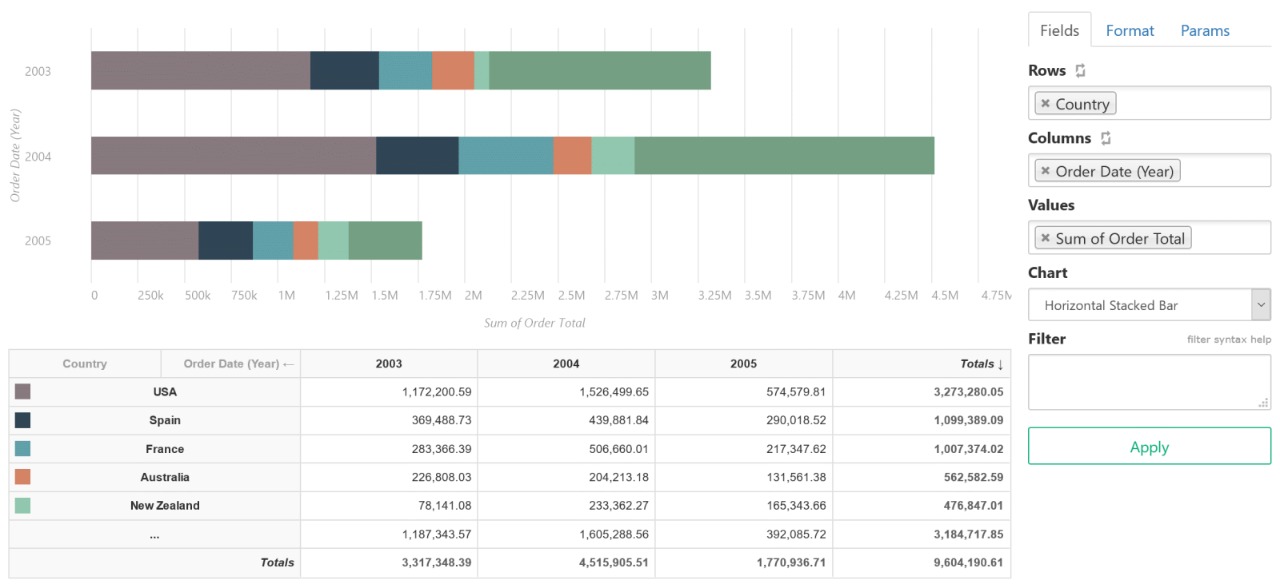 2003
2004
2005
Order Date (Year)
0 250k 500k 750k 1M 1.25M 1.5M 1.75M 2M 2.25M 2.5M 2.75M 3M 3.25M 3.5M 3.75M 4M 4.25M 4.5M 4.75M
Sum of Order Total
Country Order Date (Year) ← 2003 2004 2005 Totals ↓
USA 1,172,200.59 1,526,499.65 574,579.81 3,273,280.05
Spain 369,488.73 439,881.84 290,018.52 1,099,389.09
France 283,366.39 506,660.01 217,347.62 1,007,374.02
Australia 226,808.03 204,213.18 131,561.38 562,582.59
New Zealand 78,141.08 233,362.27 165,343.66 476,847.01
... 1,187,343.57 1,605,288.56 392,085.72 3,184,717.85
Totals 3,317,348.39 4,515,905.51 1,770,936.71 9,604,190.61
Fields Format Params
Rows
× Country
Columns
× Order Date (Year)
Values
× Sum of Order Total
Chart
Horizontal Stacked Bar
Filter filter syntax help
Apply